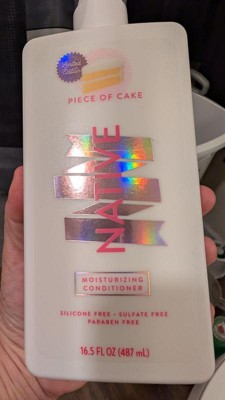 Limited
Edition
PIECE OF CAKE
NATIVE
MOISTURIZING
CONDITIONER
SILICONE FREE • SULFATE FREE
PARABEN FREE
16.5 FL OZ (487 mL)